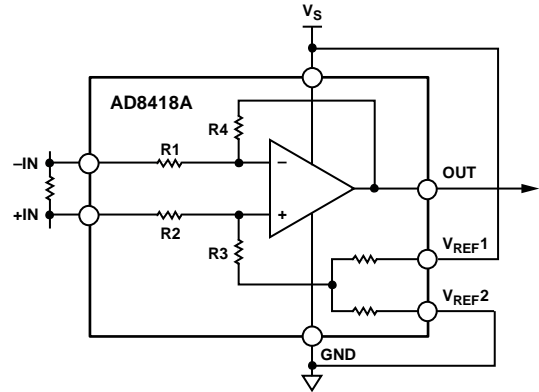 VS
AD8418A
R4
R1
–IN
–
OUT
+IN
+
R2
R3
VREF1
VREF2
GND